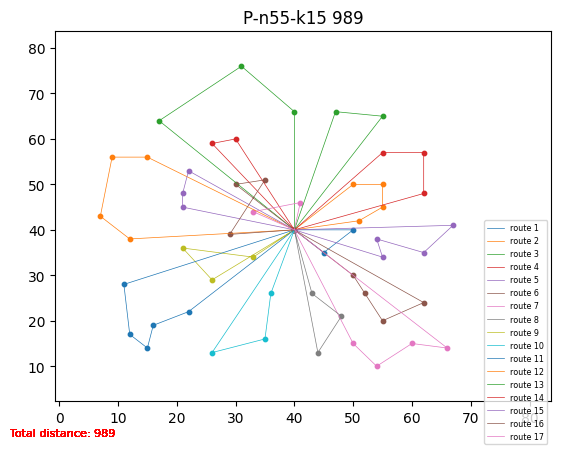 P-n55-k15 989
80
70
60
50
40
30
20
10
0 10 20 30 40 50 60 70 80
route 1
route 2
route 3
route 4
route 5
route 6
route 7
route 8
route 9
route 10
route 11
route 12
route 13
route 14
route 15
route 16
route 17
Total distance: 989